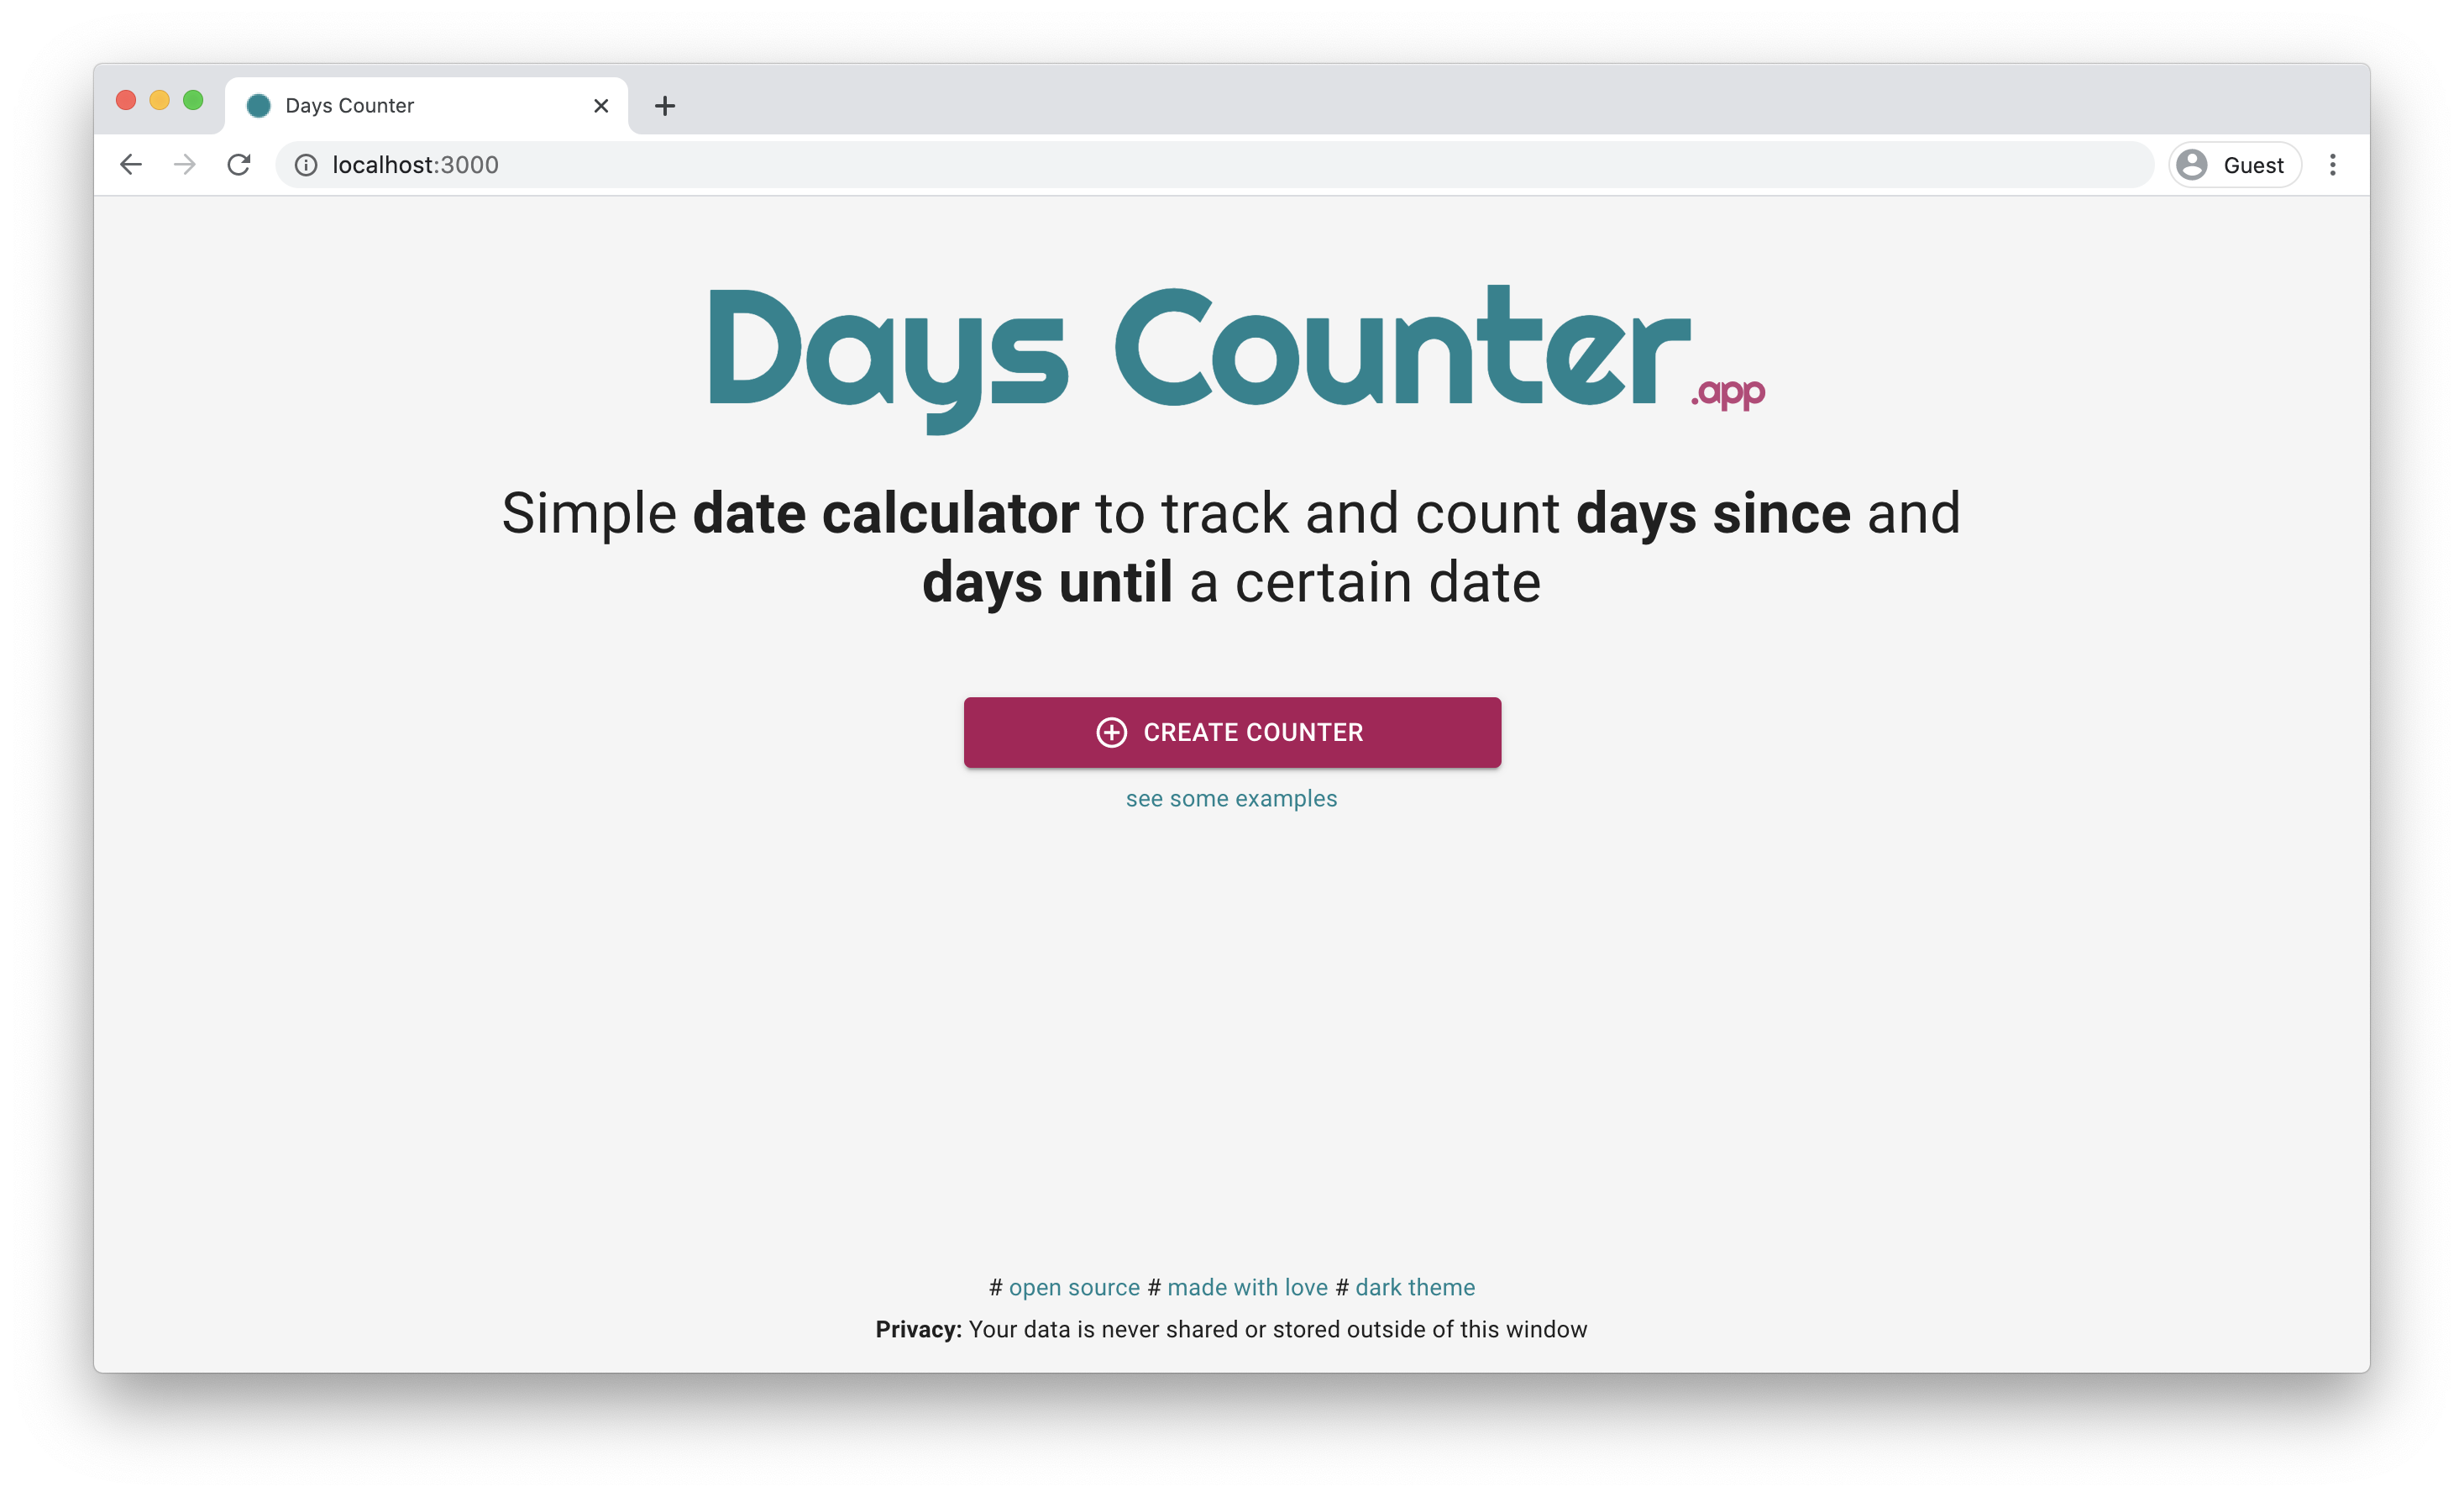 Days Counter
localhost:3000
Guest
Days Counter.app
Simple date calculator to track and count days since and
days until a certain date
CREATE COUNTER
see some examples
# open source # made with love # dark theme
Privacy: Your data is never shared or stored outside of this window